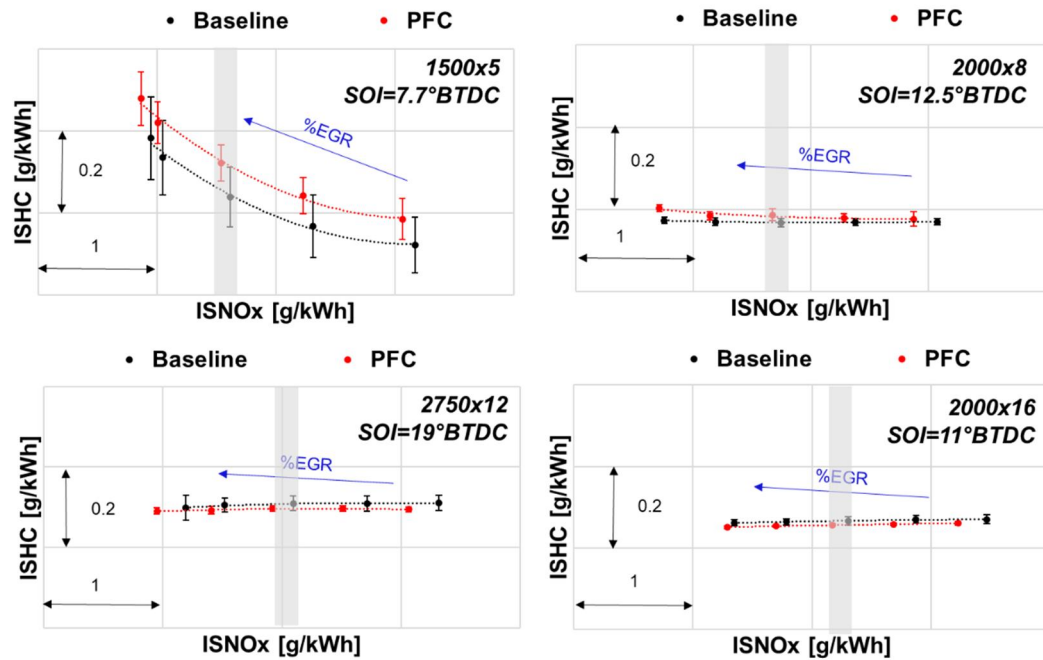 Baseline PFC
1500x5
SOI=7.7°BTDC
%EGR
0.2
1
ISHC [g/kWh]
ISNOx [g/kWh]
Baseline PFC
2000x8
SOI=12.5°BTDC
%EGR
0.2
1
ISHC [g/kWh]
ISNOx [g/kWh]
Baseline PFC
2750x12
SOI=19°BTDC
%EGR
0.2
1
ISHC [g/kWh]
ISNOx [g/kWh]
Baseline PFC
2000x16
SOI=11°BTDC
%EGR
0.2
1
ISHC [g/kWh]
ISNOx [g/kWh]